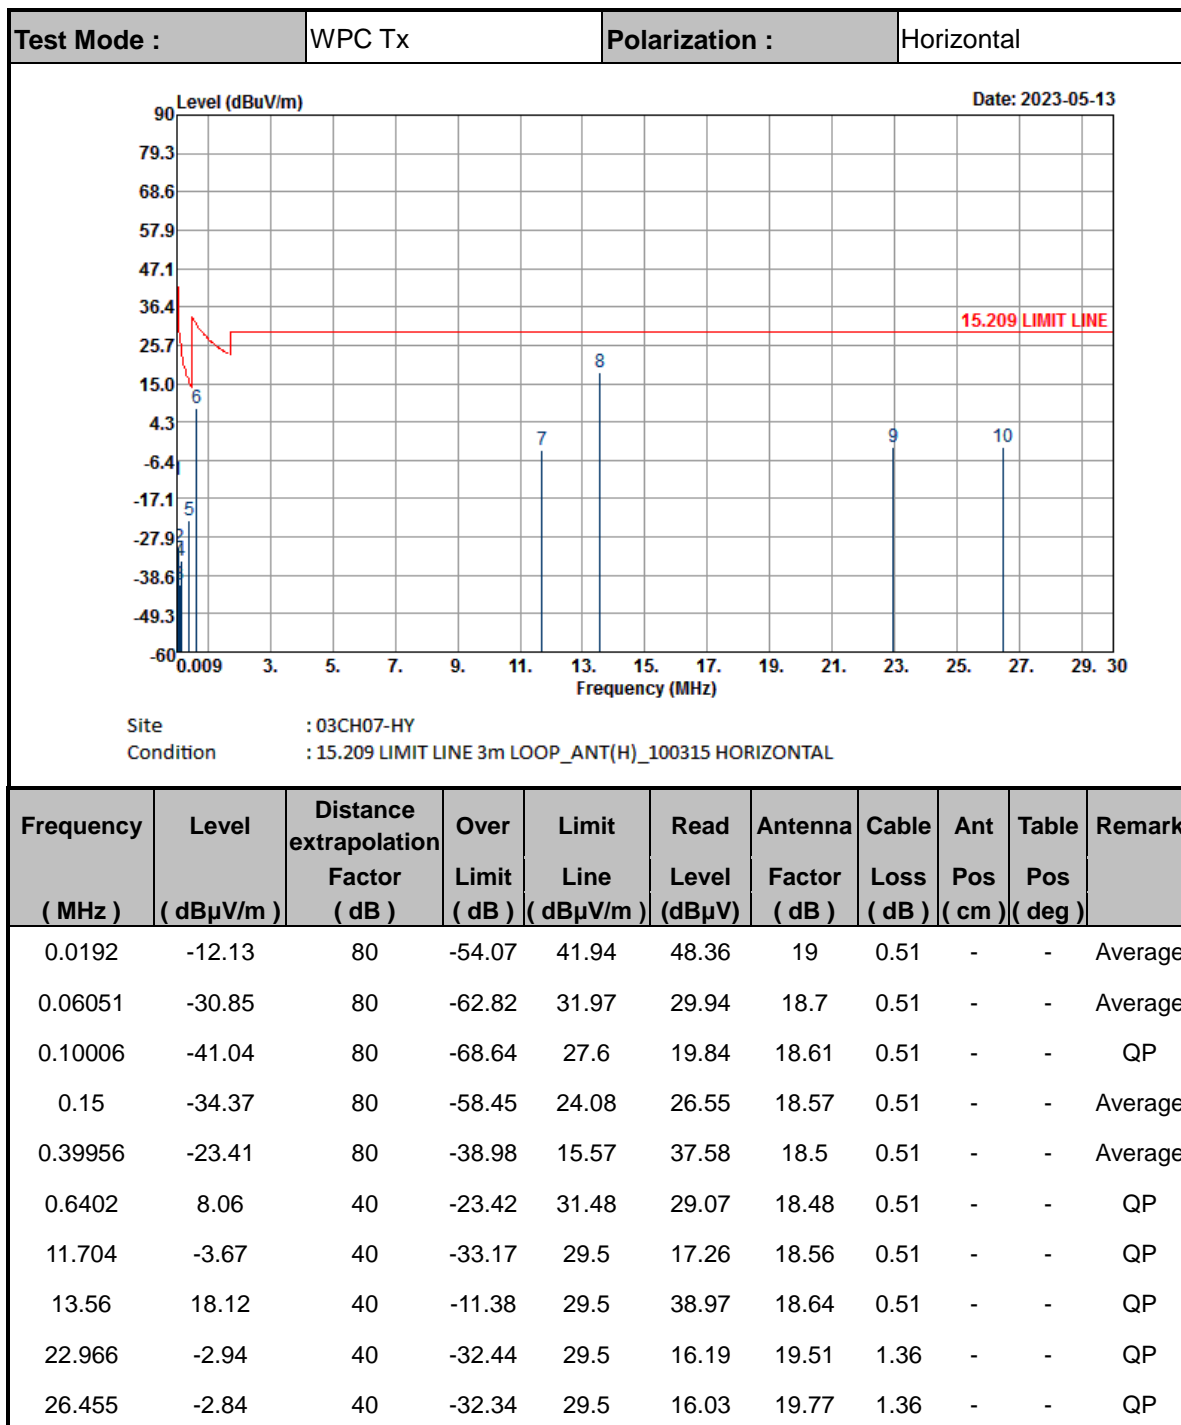 Test Mode : WPC Tx Polarization : Horizontal
Level (dBuV/m) Date: 2023-05-13
90
79.3
68.6
57.9
47.1
36.4
15.209 LIMIT LINE
25.7
8
15.0
6
4.3
7 9 10
-6.4
1
-17.1
5
-27.9
2
4
-38.6
3
-49.3
-60
0.009 3. 5. 7. 9. 11. 13. 15. 17. 19. 21. 23. 25. 27. 29. 30
Frequency (MHz)
Site : 03CH07-HY
Condition : 15.209 LIMIT LINE 3m LOOP_ANT(H)_100315 HORIZONTAL
Frequency Level Distance extrapolation Over Limit Read Antenna Cable Ant Table Remark
Factor Limit Line Level Factor Loss Pos Pos
( MHz ) ( dBµV/m ) ( dB ) ( dB ) ( dBµV/m ) (dBµV) ( dB ) ( dB ) ( cm ) ( deg )
0.0192 -12.13 80 -54.07 41.94 48.36 19 0.51 - - Average
0.06051 -30.85 80 -62.82 31.97 29.94 18.7 0.51 - - Average
0.10006 -41.04 80 -68.64 27.6 19.84 18.61 0.51 - - QP
0.15 -34.37 80 -58.45 24.08 26.55 18.57 0.51 - - Average
0.39956 -23.41 80 -38.98 15.57 37.58 18.5 0.51 - - Average
0.6402 8.06 40 -23.42 31.48 29.07 18.48 0.51 - - QP
11.704 -3.67 40 -33.17 29.5 17.26 18.56 0.51 - - QP
13.56 18.12 40 -11.38 29.5 38.97 18.64 0.51 - - QP
22.966 -2.94 40 -32.44 29.5 16.19 19.51 1.36 - - QP
26.455 -2.84 40 -32.34 29.5 16.03 19.77 1.36 - - QP